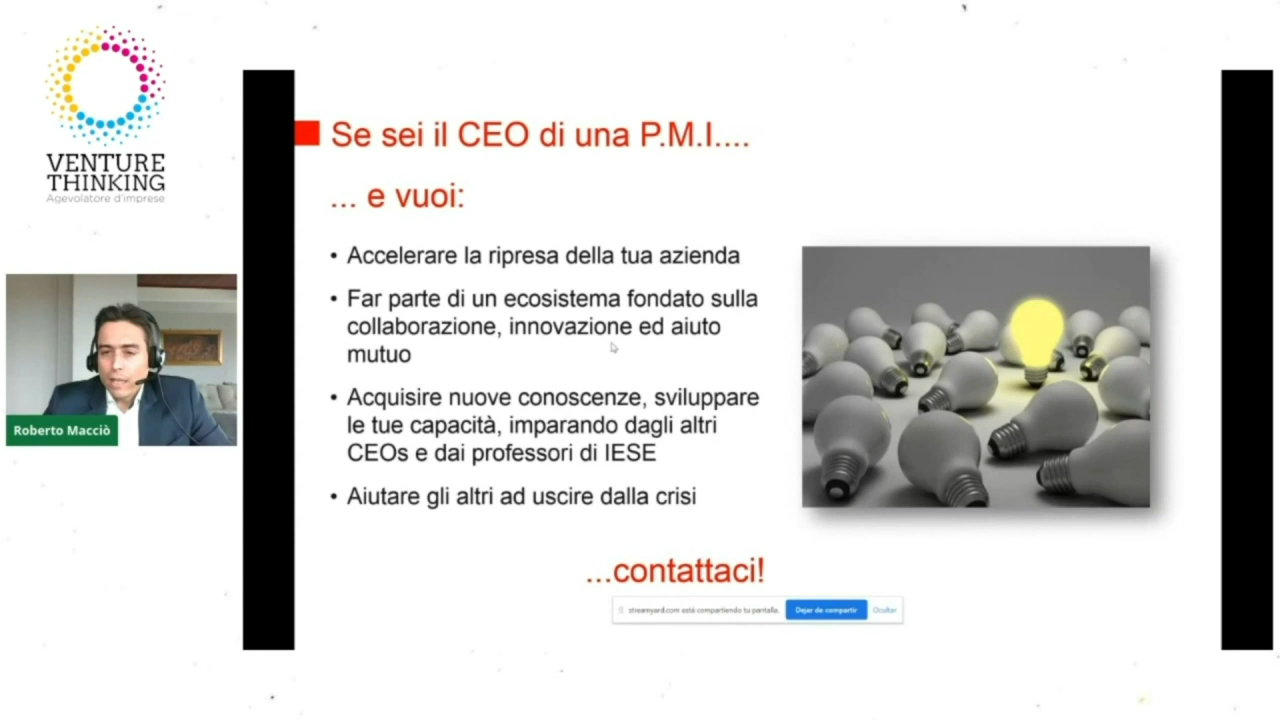 VENTURE
THINKING
Agevolatore d'imprese
Roberto Macciò
Se sei il CEO di una P.M.I....
... e vuoi:
• Accelerare la ripresa della tua azienda
• Far parte di un ecosistema fondato sulla
collaborazione, innovazione ed aiuto
mutuo
• Acquisire nuove conoscenze, sviluppare
le tue capacità, imparando dagli altri
CEOs e dai professori di IESE
• Aiutare gli altri ad uscire dalla crisi
...contattaci!
streamyard.com está compartiendo tu pantalla. Dejar de compartir Ocultar